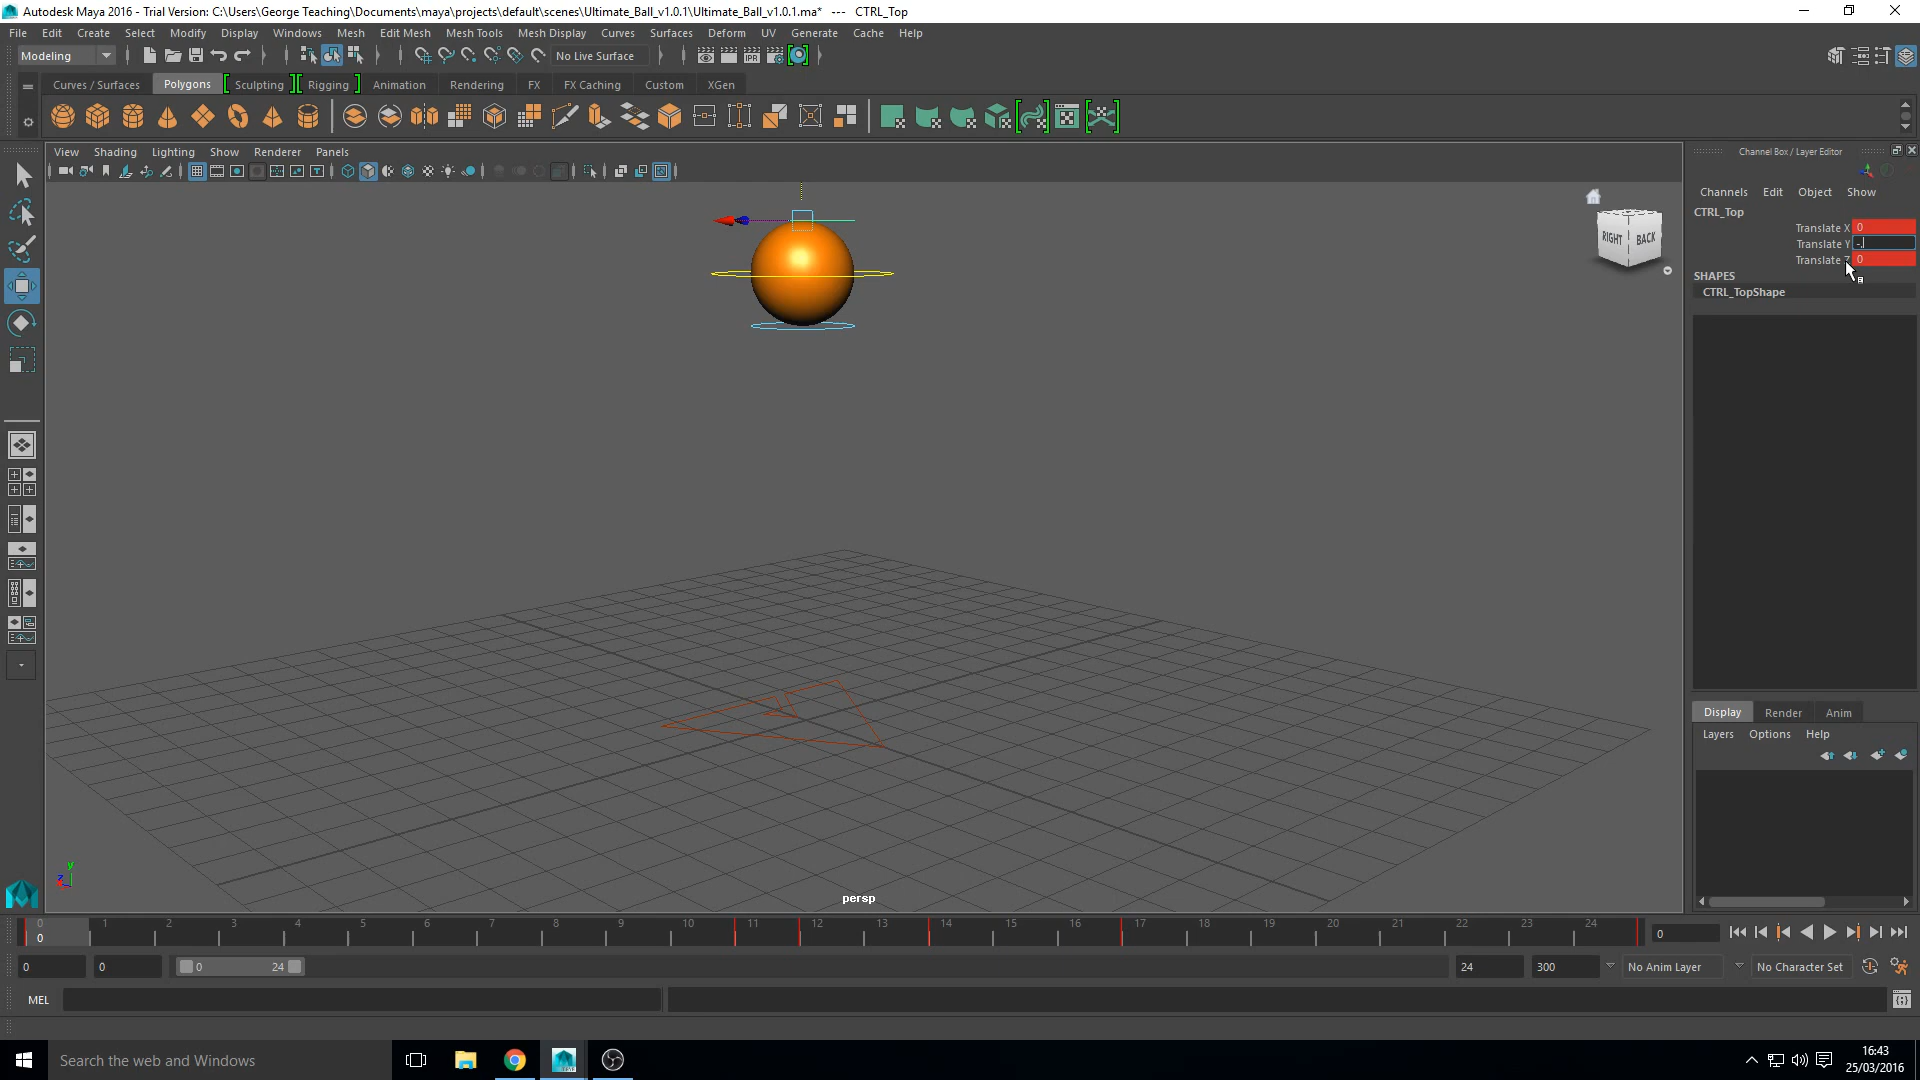 Autodesk Maya 2016 - Trial Version: C:\Users\George Teaching\Documents\maya\projects\default\scenes\Ultimate_Ball_v1.0.1\Ultimate_Ball_v1.0.1.ma* --- CTRL_Top
File Edit Create Select Modify Display Windows Mesh Edit Mesh Mesh Tools Mesh Display Curves Surfaces Deform UV Generate Cache Help
Modeling No Live Surface
Curves / Surfaces Polygons Sculpting Rigging Animation Rendering FX FX Caching Custom XGen
View Shading Lighting Show Renderer Panels
Channel Box / Layer Editor
Channels Edit Object Show
CTRL_Top
Translate X 0
Translate Y -.
Translate Z 0
SHAPES
CTRL_TopShape
RIGHT BACK
Display Render Anim
Layers Options Help
persp
0 1 2 3 4 5 6 7 8 9 10 11 12 13 14 15 16 17 18 19 20 21 22 23 24
0 0
0 0 0 24 24 300 No Anim Layer No Character Set
MEL
Search the web and Windows
16:43
25/03/2016